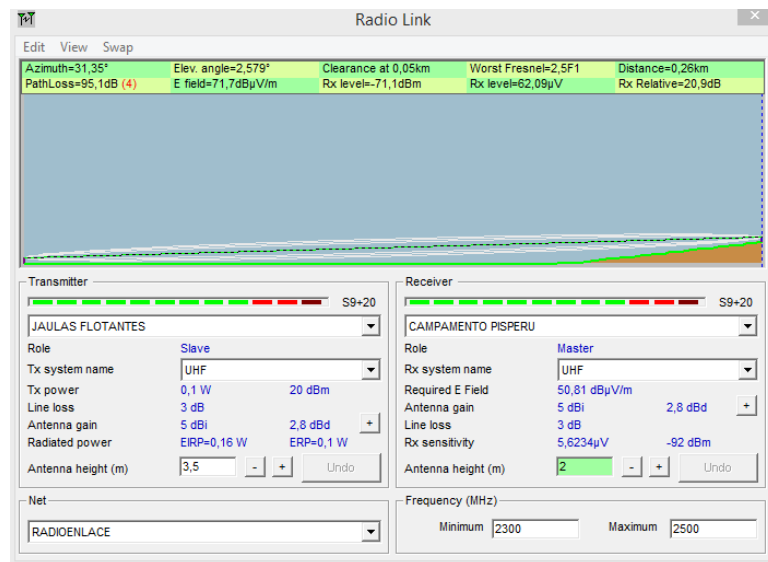 Radio Link
Edit View Swap
Azimuth=31,35° Elev. angle=2,579° Clearance at 0,05km Worst Fresnel=2,5F1 Distance=0,26km
PathLoss=95,1dB (4) E field=71,7dBµV/m Rx level=-71,1dBm Rx level=62,09µV Rx Relative=20,9dB
Transmitter
S9+20
JAULAS FLOTANTES
Role Slave
Tx system name UHF
Tx power 0,1 W 20 dBm
Line loss 3 dB
Antenna gain 5 dBi 2,8 dBd +
Radiated power EIRP=0,16 W ERP=0,1 W
Antenna height (m) 3,5 - + Undo
Net
RADIOENLACE
Receiver
S9+20
CAMPAMENTO PISPERU
Role Master
Rx system name UHF
Required E Field 50,81 dBµV/m
Antenna gain 5 dBi 2,8 dBd +
Line loss 3 dB
Rx sensitivity 5,6234µV -92 dBm
Antenna height (m) 2 - + Undo
Frequency (MHz)
Minimum 2300 Maximum 2500